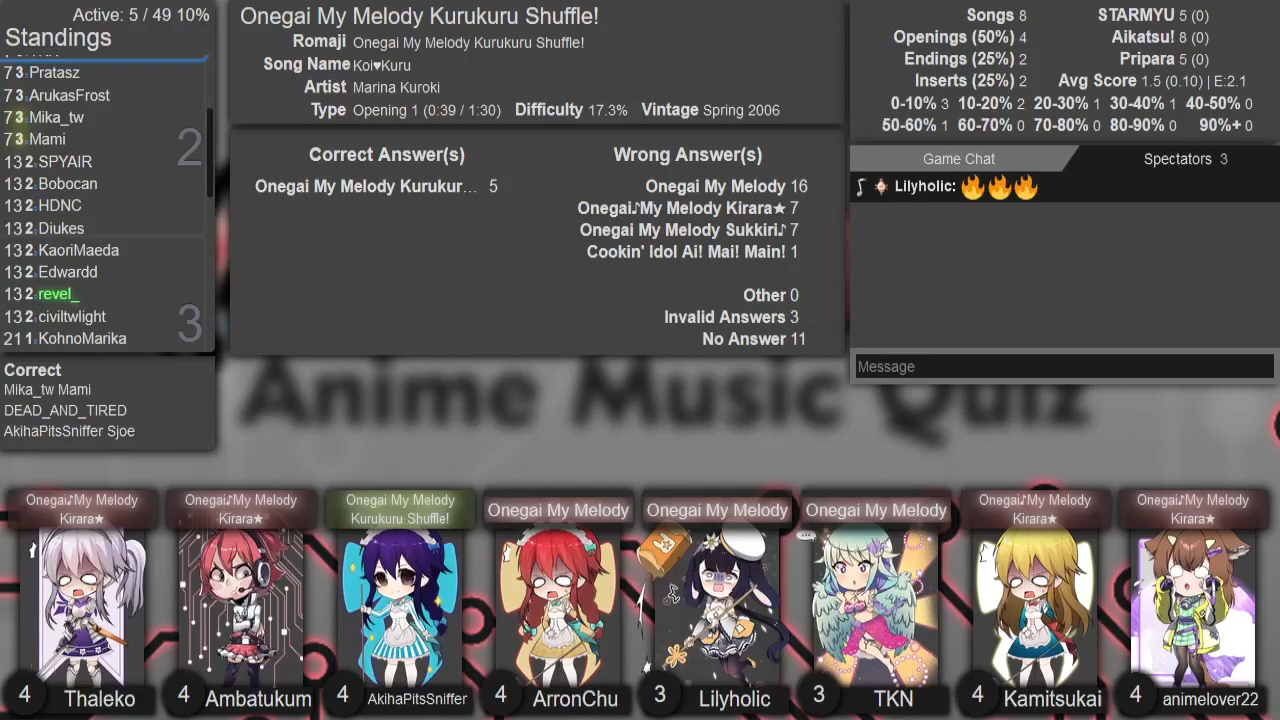 Active: 5 / 49 10%
Standings
7 3 Pratasz
7 3 ArukasFrost
7 3 Mika_tw
7 3 Mami
2
13 2 SPYAIR
13 2 Bobocan
13 2 HDNC
13 2 Diukes
13 2 KaoriMaeda
13 2 Edwardd
13 2 revel_
13 2 civiltwlight
3
21 1 KohnoMarika
Correct
Mika_tw Mami
DEAD_AND_TIRED
AkihaPitsSniffer Sjoe
Onegai My Melody Kurukuru Shuffle!
Romaji Onegai My Melody Kurukuru Shuffle!
Song Name Koi♥Kuru
Artist Marina Kuroki
Type Opening 1 (0:39 / 1:30) Difficulty 17.3% Vintage Spring 2006
Correct Answer(s)
Onegai My Melody Kurukur... 5
Wrong Answer(s)
Onegai My Melody 16
Onegai♪My Melody Kirara★ 7
Onegai My Melody Sukkiri♪ 7
Cookin' Idol Ai! Mai! Main! 1
Other 0
Invalid Answers 3
No Answer 11
Songs 8 STARMYU 5 (0)
Openings (50%) 4 Aikatsu! 8 (0)
Endings (25%) 2 Pripara 5 (0)
Inserts (25%) 2 Avg Score 1.5 (0.10) | E:2.1
0-10% 3 10-20% 2 20-30% 1 30-40% 1 40-50% 0
50-60% 1 60-70% 0 70-80% 0 80-90% 0 90%+ 0
Game Chat Spectators 3
Lilyholic: 🔥🔥🔥
Message
Anime Music Quiz
Onegai♪My Melody
Kirara★
Onegai♪My Melody
Kirara★
Onegai My Melody
Kurukuru Shuffle!
Onegai My Melody
Onegai My Melody
Onegai My Melody
Onegai♪My Melody
Kirara★
Onegai♪My Melody
Kirara★
4 Thaleko
4 Ambatukum
4 AkihaPitsSniffer
4 ArronChu
3 Lilyholic
3 TKN
4 Kamitsukai
4 animelover22